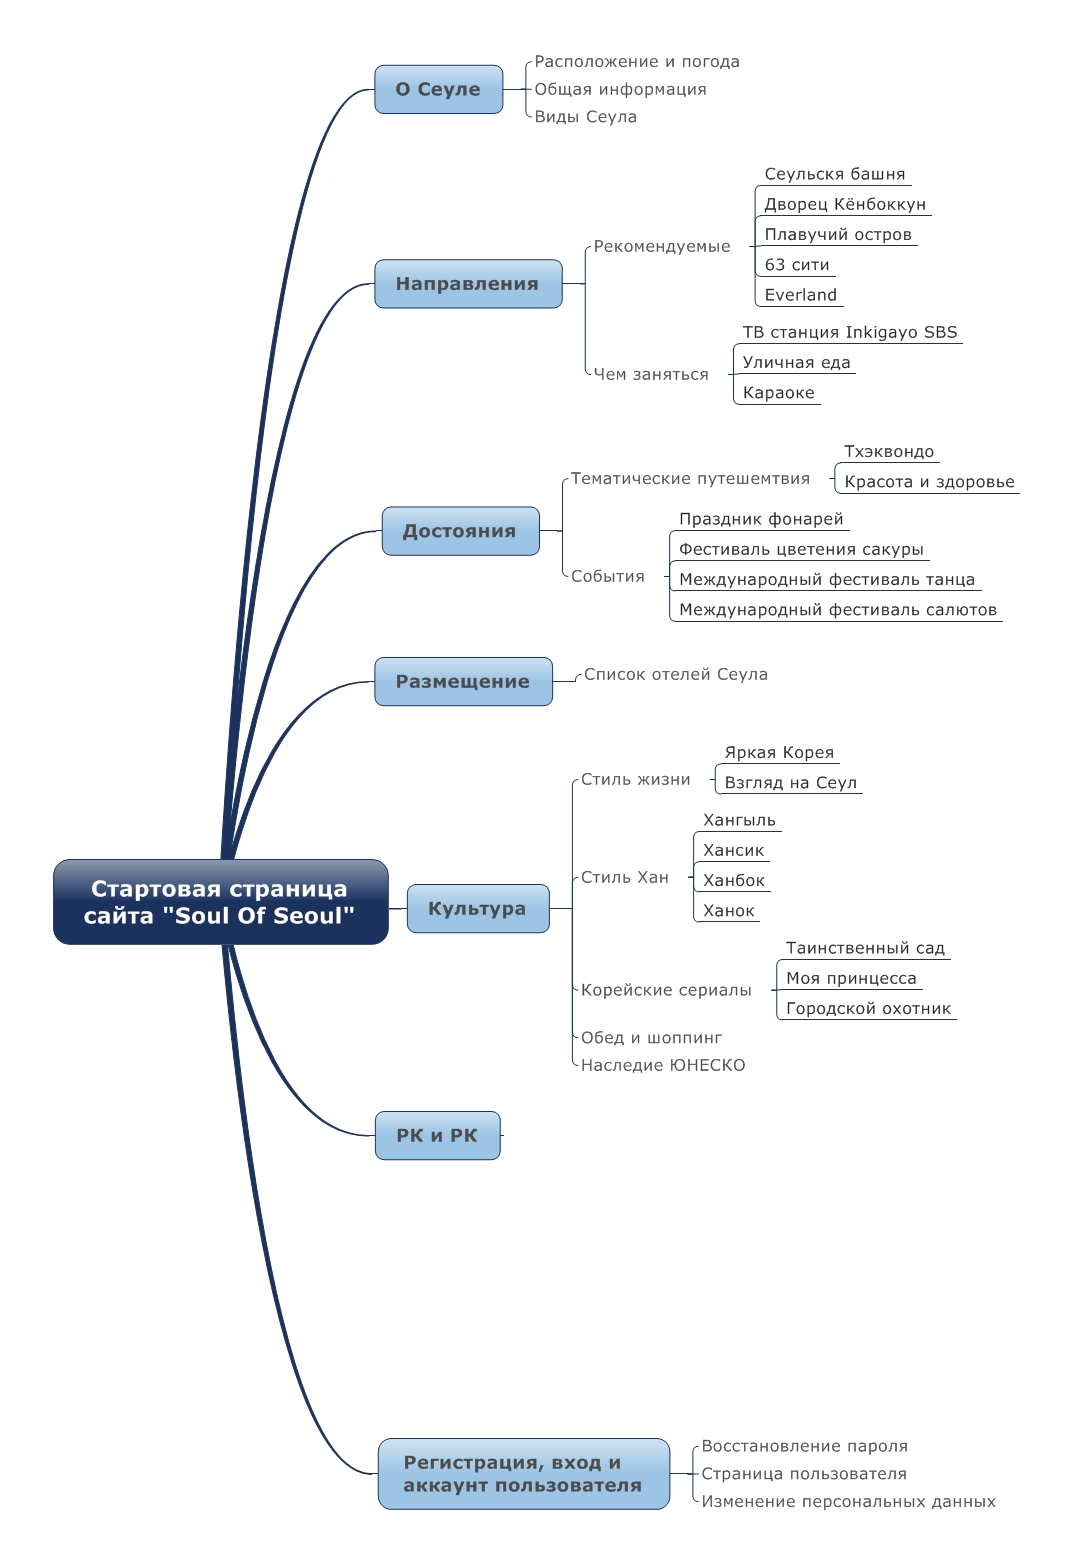 О Сеуле
Расположение и погода
Общая информация
Виды Сеула
Направления
Рекомендуемые
Сеульскя башня
Дворец Кёнбоккун
Плавучий остров
63 сити
Everland
Чем заняться
ТВ станция Inkigayo SBS
Уличная еда
Караоке
Достояния
Тематические путешемтвия
Тхэквондо
Красота и здоровье
События
Праздник фонарей
Фестиваль цветения сакуры
Международный фестиваль танца
Международный фестиваль салютов
Размещение
Список отелей Сеула
Стартовая страница
сайта "Soul Of Seoul"
Культура
Стиль жизни
Яркая Корея
Взгляд на Сеул
Стиль Хан
Хангыль
Хансик
Ханбок
Ханок
Корейские сериалы
Таинственный сад
Моя принцесса
Городской охотник
Обед и шоппинг
Наследие ЮНЕСКО
РК и РК
Регистрация, вход и
аккаунт пользователя
Восстановление пароля
Страница пользователя
Изменение персональных данных